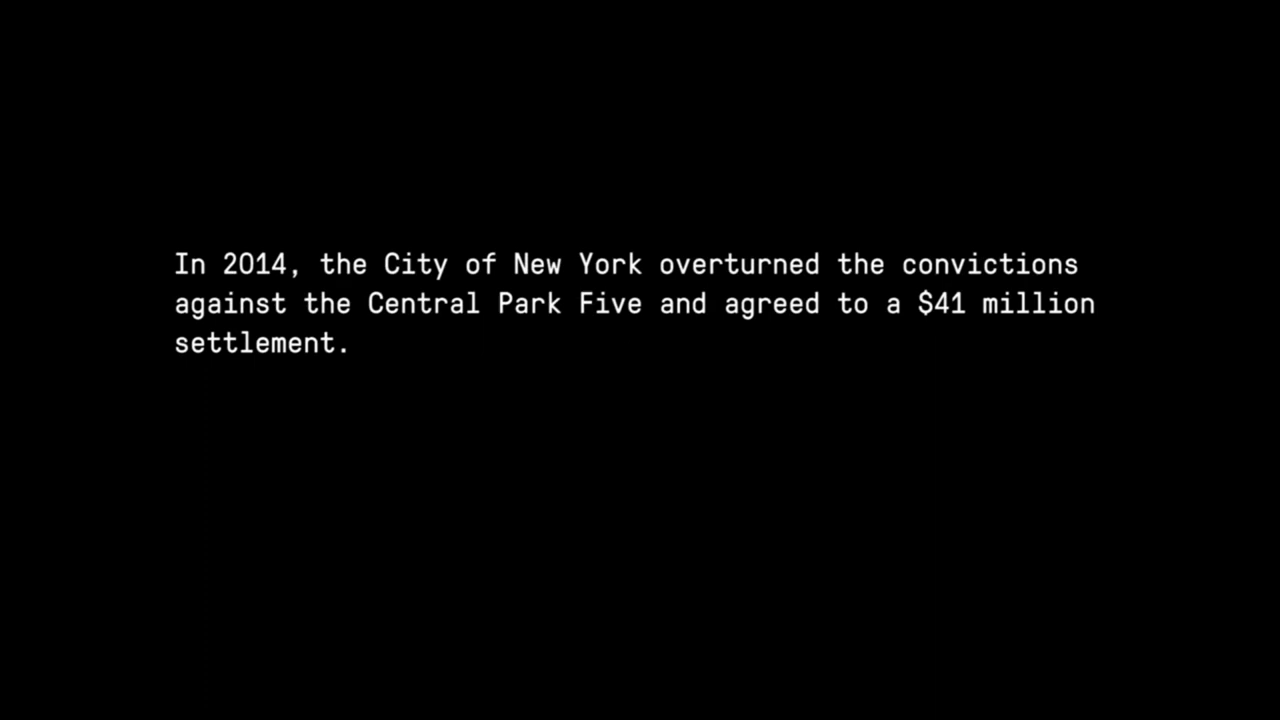 In 2014, the City of New York overturned the convictions
against the Central Park Five and agreed to a $41 million
settlement.